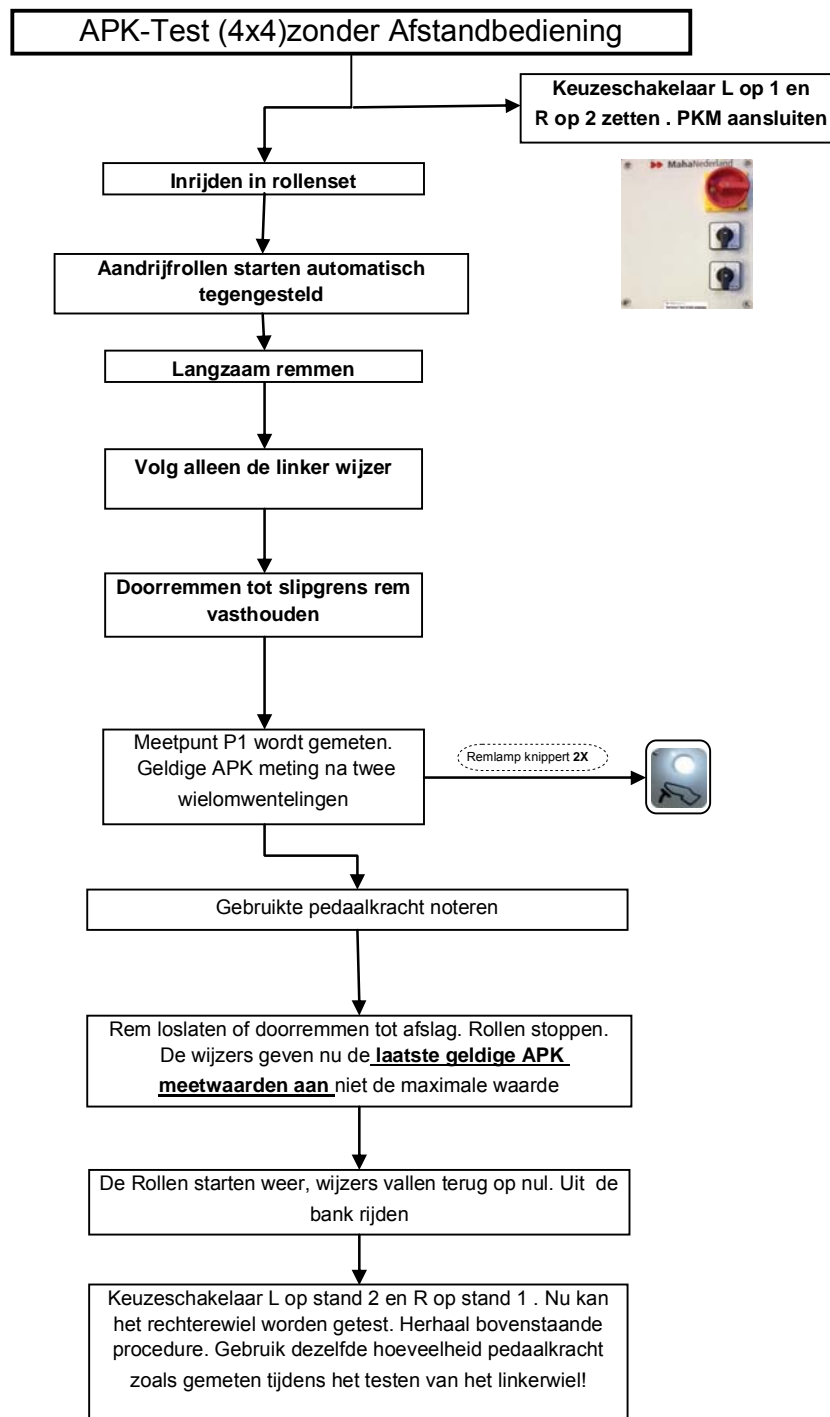 APK-Test (4x4)zonder Afstandbediening
Keuzeschakelaar L op 1 en
R op 2 zetten . PKM aansluiten
MahaNederland
Inrijden in rollenset
Aandrijfrollen starten automatisch
tegengesteld
Langzaam remmen
Volg alleen de linker wijzer
Doorremmen tot slipgrens rem
vasthouden
Meetpunt P1 wordt gemeten.
Geldige APK meting na twee
wielomwentelingen
Remlamp knippert 2X
Gebruikte pedaalkracht noteren
Rem loslaten of doorremmen tot afslag. Rollen stoppen.
De wijzers geven nu de laatste geldige APK
meetwaarden aan niet de maximale waarde
De Rollen starten weer, wijzers vallen terug op nul. Uit de
bank rijden
Keuzeschakelaar L op stand 2 en R op stand 1 . Nu kan
het rechterewiel worden getest. Herhaal bovenstaande
procedure. Gebruik dezelfde hoeveelheid pedaalkracht
zoals gemeten tijdens het testen van het linkerwiel!